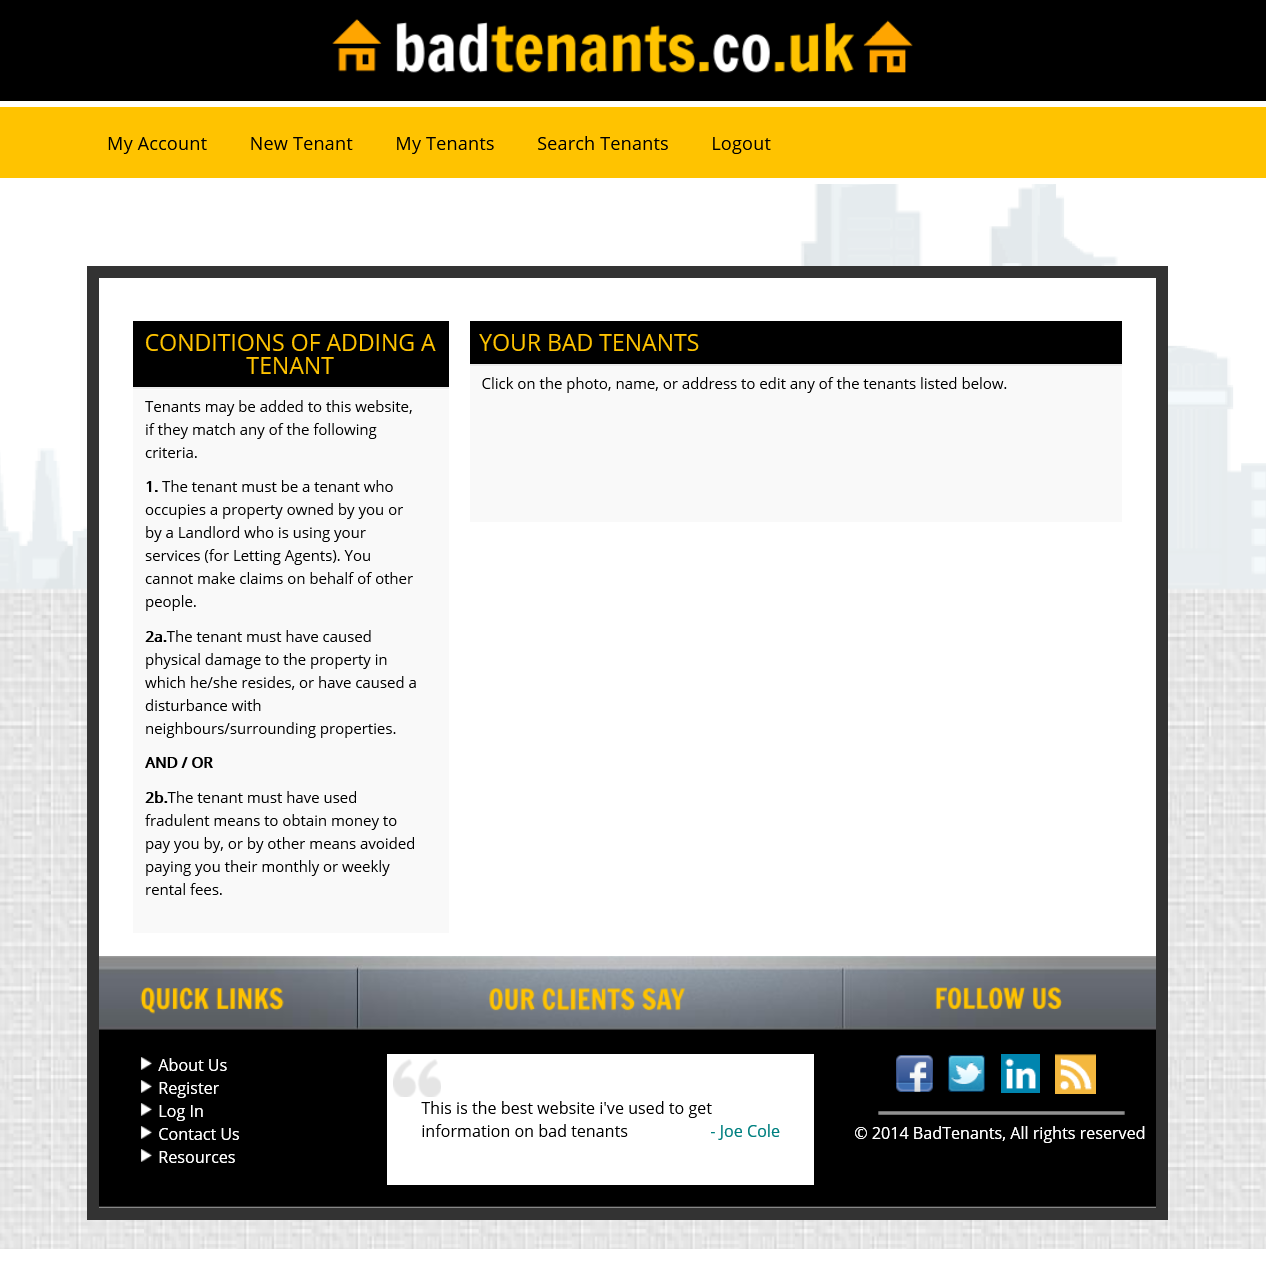 badtenants.co.uk
My Account
New Tenant
My Tenants
Search Tenants
Logout
CONDITIONS OF ADDING A
TENANT
Tenants may be added to this website,
if they match any of the following
criteria.
1. The tenant must be a tenant who
occupies a property owned by you or
by a Landlord who is using your
services (for Letting Agents). You
cannot make claims on behalf of other
people.
2a.The tenant must have caused
physical damage to the property in
which he/she resides, or have caused a
disturbance with
neighbours/surrounding properties.
AND / OR
2b.The tenant must have used
fradulent means to obtain money to
pay you by, or by other means avoided
paying you their monthly or weekly
rental fees.
YOUR BAD TENANTS
Click on the photo, name, or address to edit any of the tenants listed below.
QUICK LINKS
About Us
Register
Log In
Contact Us
Resources
OUR CLIENTS SAY
This is the best website i've used to get
information on bad tenants - Joe Cole
FOLLOW US
© 2014 BadTenants, All rights reserved